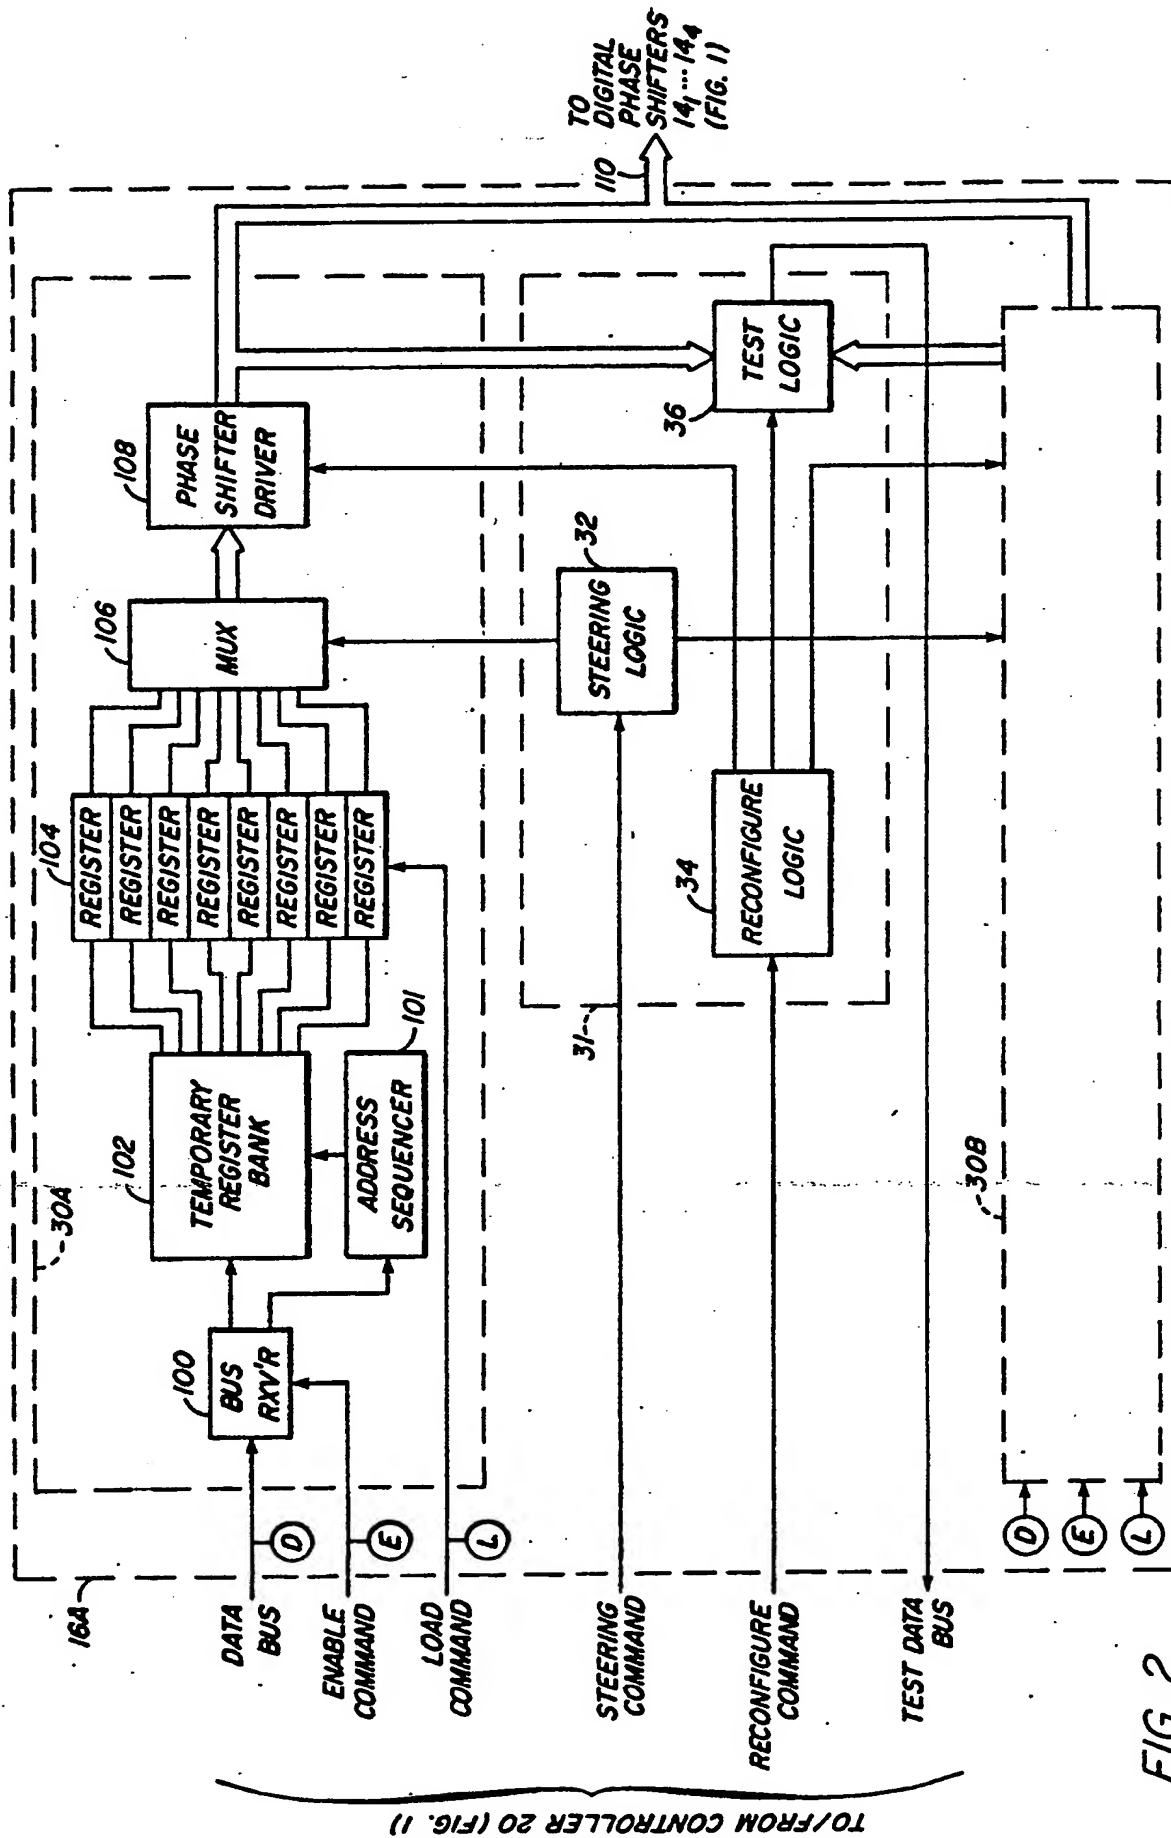 16A
30A
DATA
BUS
D
ENABLE
COMMAND
E
LOAD
COMMAND
L
100
BUS
RXV'R
102
TEMPORARY
REGISTER
BANK
101
ADDRESS
SEQUENCER
104
REGISTER
REGISTER
REGISTER
REGISTER
REGISTER
REGISTER
REGISTER
REGISTER
106
MUX
108
PHASE
SHIFTER
DRIVER
110
TO
DIGITAL
PHASE
SHIFTERS
14₁...14₄
(FIG. 1)
STEERING
COMMAND
31
32
STEERING
LOGIC
RECONFIGURE
COMMAND
34
RECONFIGURE
LOGIC
36
TEST
LOGIC
TEST DATA
BUS
30B
D
E
L
TO/FROM CONTROLLER 20 (FIG. 1)
FIG. 2